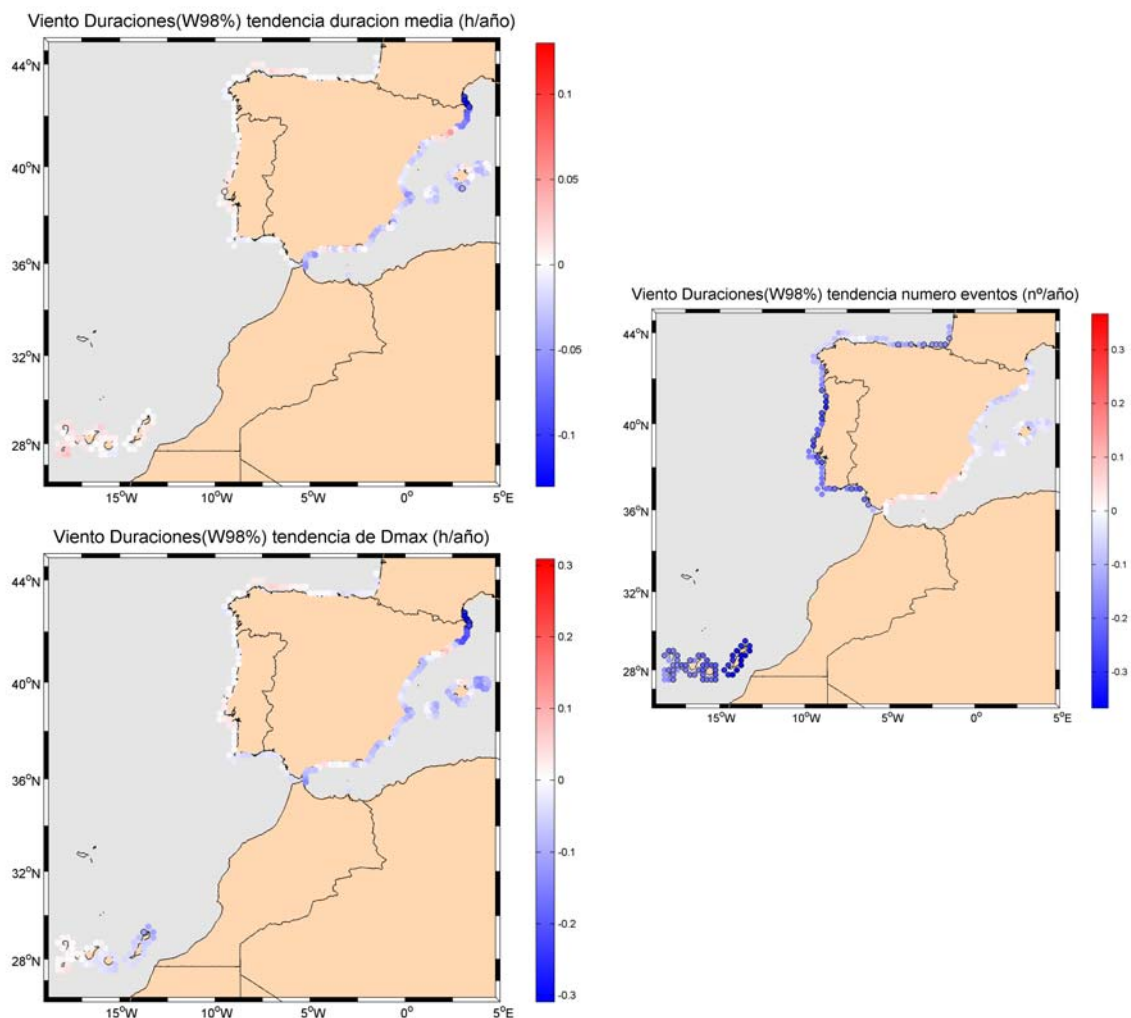 Viento Duraciones(W98%) tendencia duracion media (h/año)
44°N
40°N
36°N
32°N
28°N
15°W 10°W 5°W 0° 5°E
0.1
0.05
0
-0.05
-0.1
Viento Duraciones(W98%) tendencia de Dmax (h/año)
44°N
40°N
36°N
32°N
28°N
15°W 10°W 5°W 0° 5°E
0.3
0.2
0.1
0
-0.1
-0.2
-0.3
Viento Duraciones(W98%) tendencia numero eventos (nº/año)
44°N
40°N
36°N
32°N
28°N
15°W 10°W 5°W 0° 5°E
0.3
0.2
0.1
0
-0.1
-0.2
-0.3